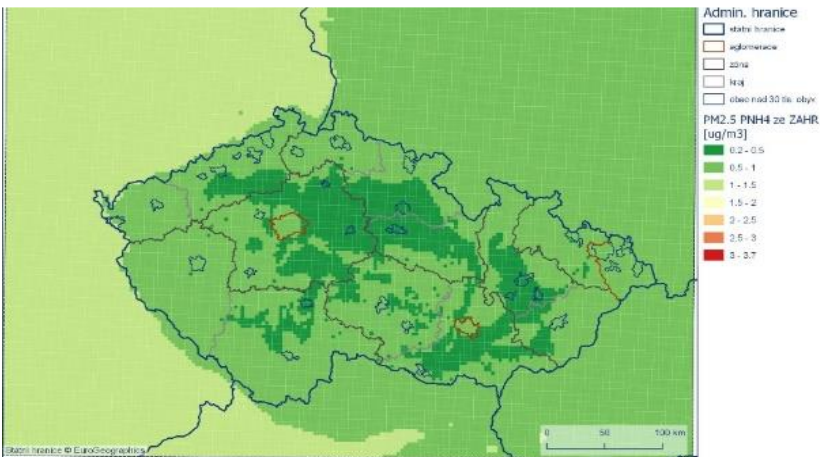 Admin. hranice
státní hranice
aglomerace
zóna
kraj
obec nad 30 tis. obyv.
PM2.5 PNH4 ze ZAHR
[ug/m3]
0.2 - 0.5
0.5 - 1
1 - 1.5
1.5 - 2
2 - 2.5
2.5 - 3
3 - 3.7
0 50 100 km
Státní hranice © EuroGeographics